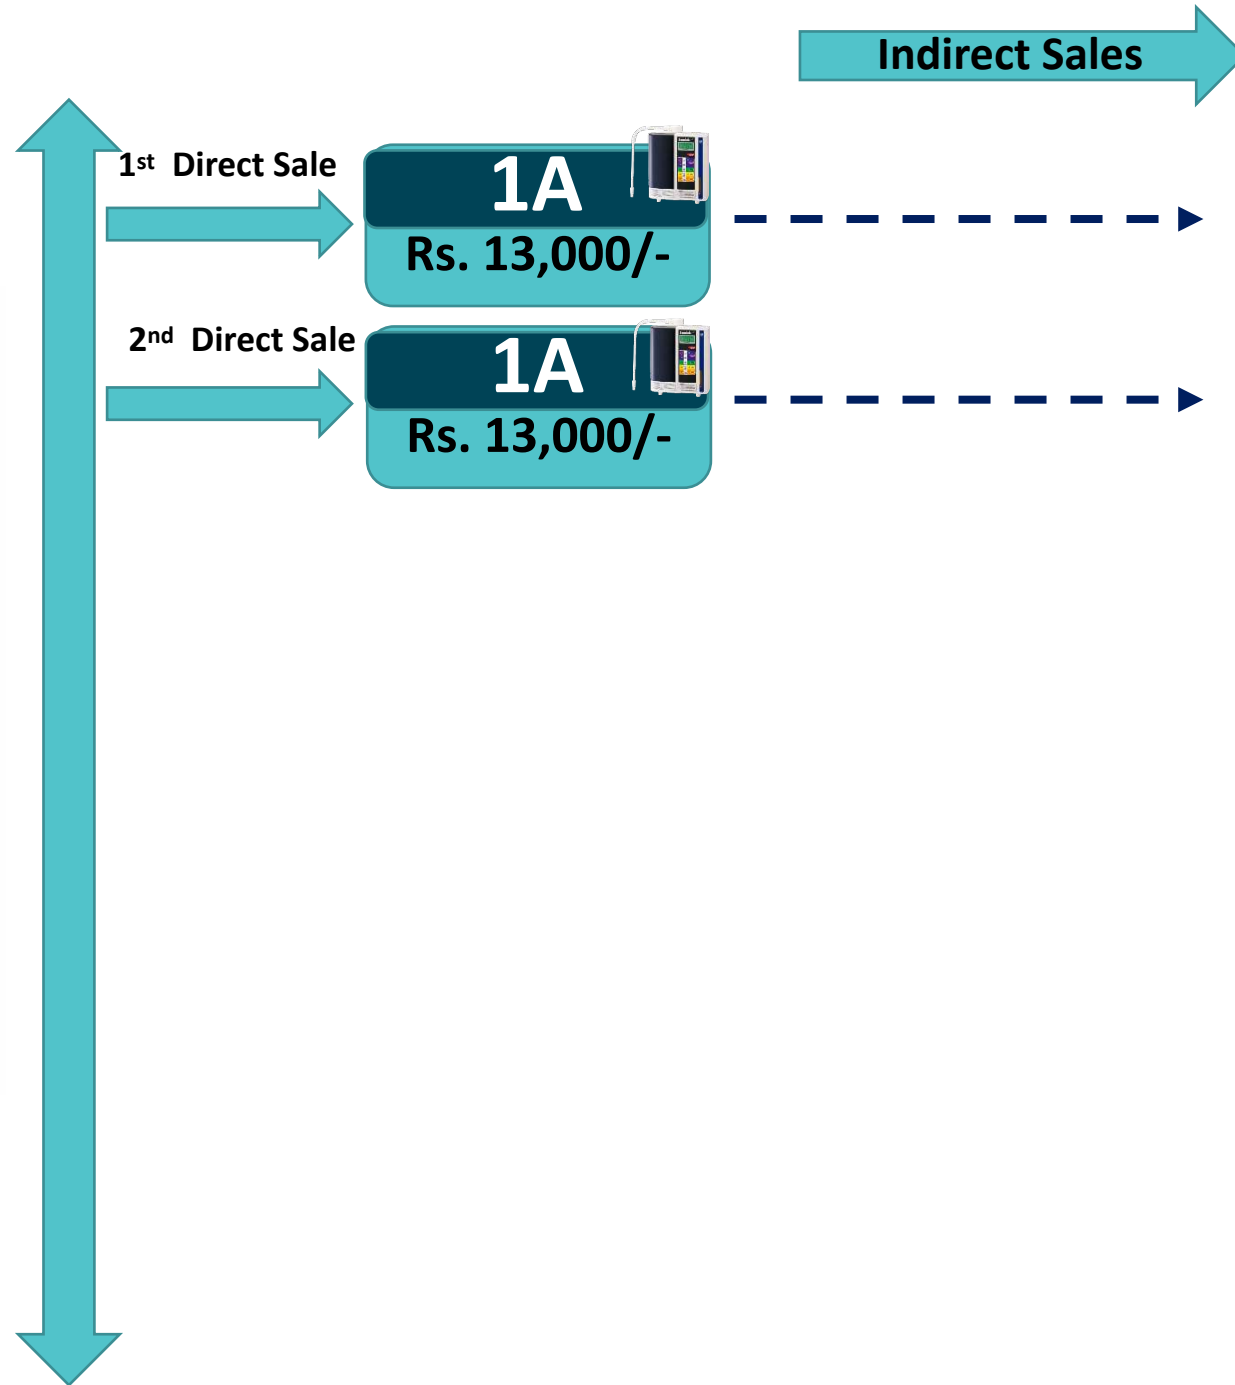 Indirect Sales
1st Direct Sale
1A
Rs. 13,000/-
2nd Direct Sale
1A
Rs. 13,000/-